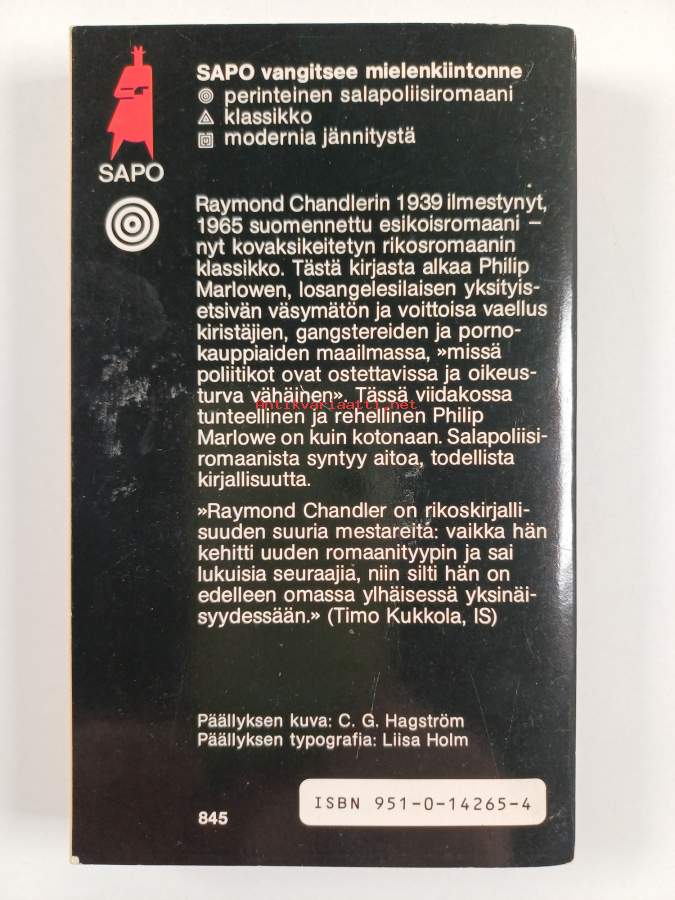 SAPO vangitsee mielenkiintonne
perinteinen salapoliisiromaani
klassikko
modernia jännitystä
SAPO
Raymond Chandlerin 1939 ilmestynyt,
1965 suomennettu esikoisromaani –
nyt kovaksikeitetyn rikosromaanin
klassikko. Tästä kirjasta alkaa Philip
Marlowen, losangelesilaisen yksityis-
etsivän väsymätön ja voittoisa vaellus
kiristäjien, gangstereiden ja porno-
kauppiaiden maailmassa, »missä
poliitikot ovat ostettavissa ja oikeus-
turva vähäinen». Tässä viidakossa
Antikvariaatti.net
tunteellinen ja rehellinen Philip
Marlowe on kuin kotonaan. Salapoliisi-
romaanista syntyy aitoa, todellista
kirjallisuutta.
»Raymond Chandler on rikoskirjalli-
suuden suuria mestareita: vaikka hän
kehitti uuden romaanityypin ja sai
lukuisia seuraajia, niin silti hän on
edelleen omassa ylhäisessä yksinäi-
syydessään.» (Timo Kukkola, IS)
Päällyksen kuva: C. G. Hagström
Päällyksen typografia: Liisa Holm
845
ISBN 951-0-14265-4